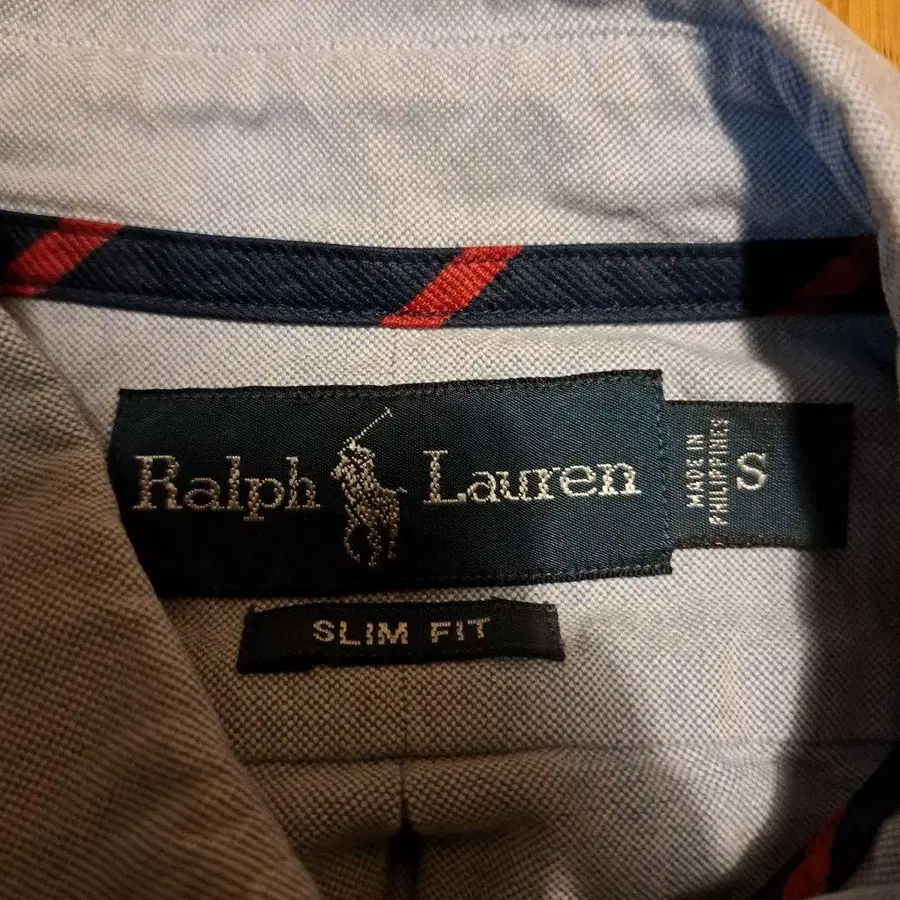 Ralph Lauren
MADE IN
PHILIPPINES
S
SLIM FIT